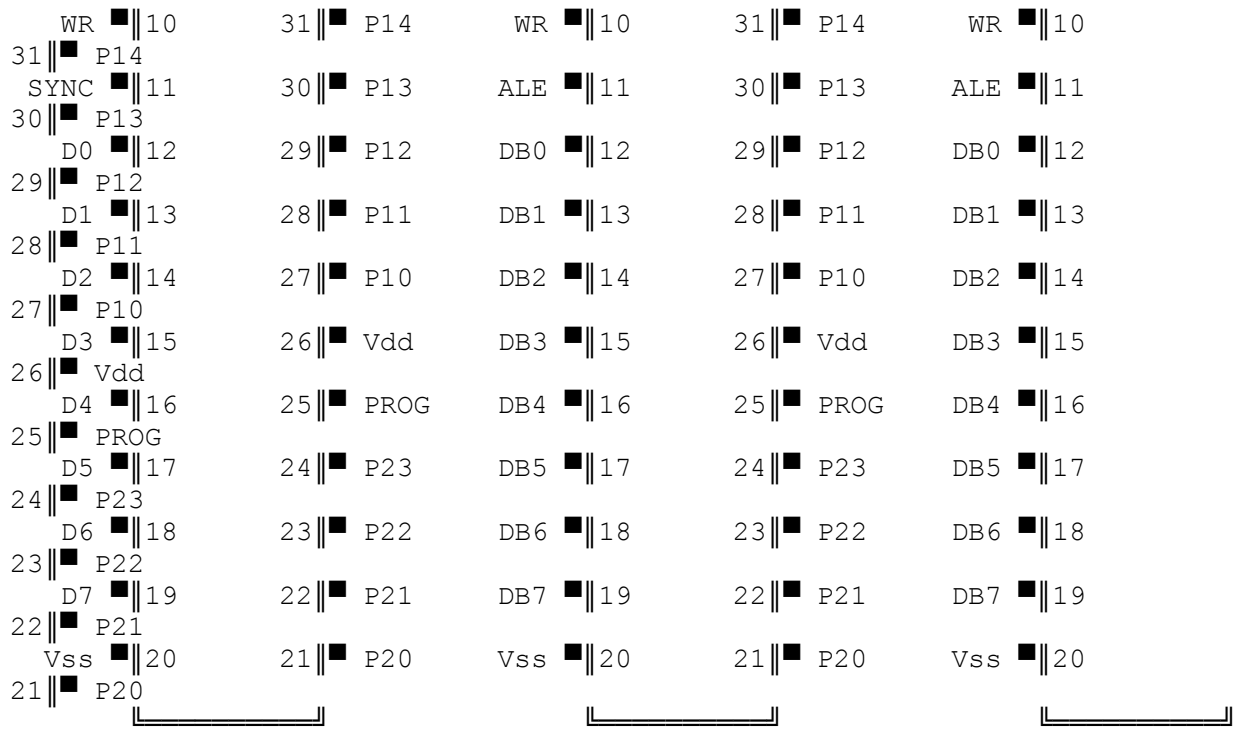 WR ■║10 31║■ P14 WR ■║10 31║■ P14 WR ■║10
31║■ P14
SYNC ■║11 30║■ P13 ALE ■║11 30║■ P13 ALE ■║11
30║■ P13
D0 ■║12 29║■ P12 DB0 ■║12 29║■ P12 DB0 ■║12
29║■ P12
D1 ■║13 28║■ P11 DB1 ■║13 28║■ P11 DB1 ■║13
28║■ P11
D2 ■║14 27║■ P10 DB2 ■║14 27║■ P10 DB2 ■║14
27║■ P10
D3 ■║15 26║■ Vdd DB3 ■║15 26║■ Vdd DB3 ■║15
26║■ Vdd
D4 ■║16 25║■ PROG DB4 ■║16 25║■ PROG DB4 ■║16
25║■ PROG
D5 ■║17 24║■ P23 DB5 ■║17 24║■ P23 DB5 ■║17
24║■ P23
D6 ■║18 23║■ P22 DB6 ■║18 23║■ P22 DB6 ■║18
23║■ P22
D7 ■║19 22║■ P21 DB7 ■║19 22║■ P21 DB7 ■║19
22║■ P21
Vss ■║20 21║■ P20 Vss ■║20 21║■ P20 Vss ■║20
21║■ P20
╚═══════════╝ ╚═══════════╝ ╚═══════════╝